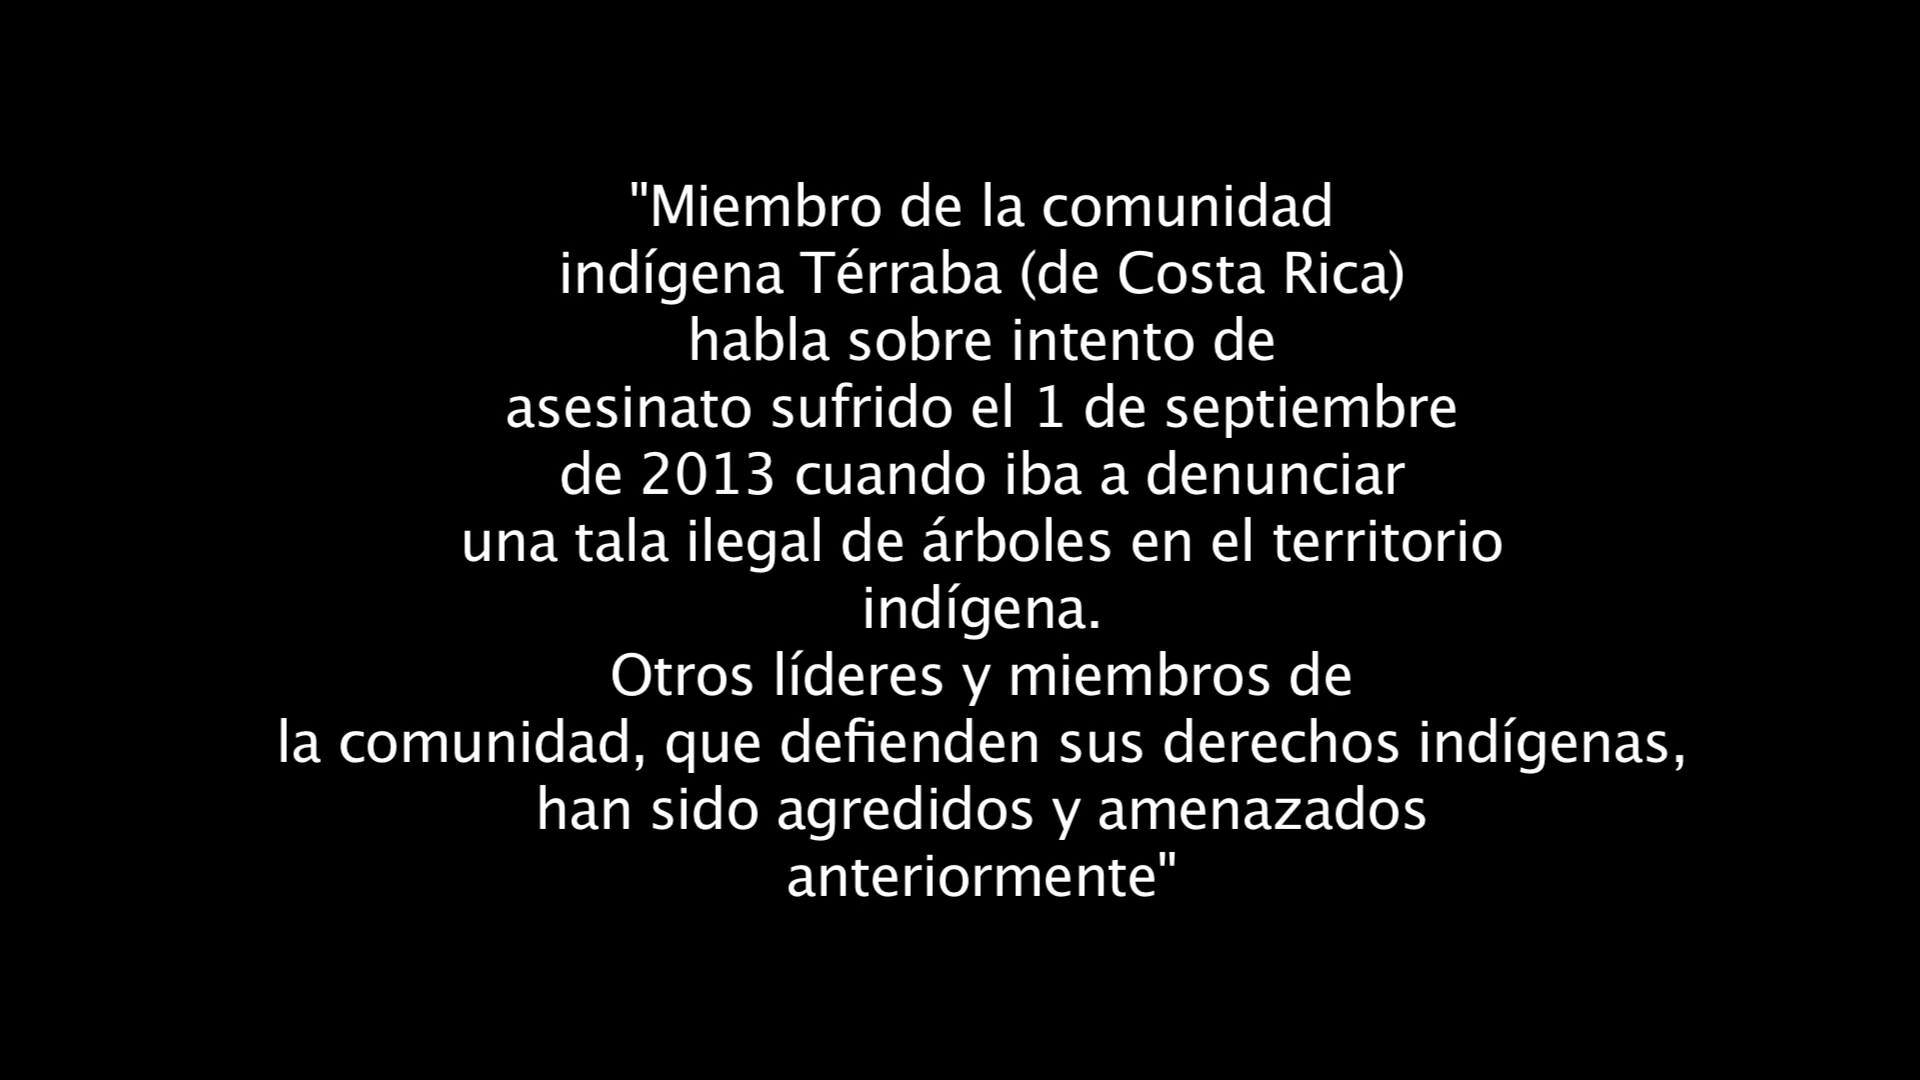 "Miembro de la comunidad
indígena Térraba (de Costa Rica)
habla sobre intento de
asesinato sufrido el 1 de septiembre
de 2013 cuando iba a denunciar
una tala ilegal de árboles en el territorio
indígena.
Otros líderes y miembros de
la comunidad, que defienden sus derechos indígenas,
han sido agredidos y amenazados
anteriormente"